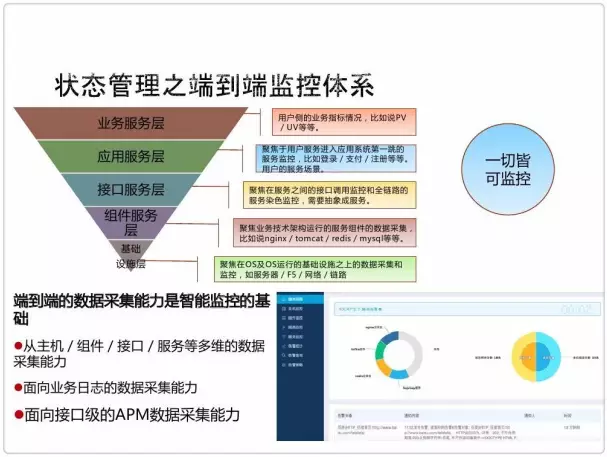 状态管理之端到端监控体系
业务服务层
用户侧的业务指标情况，比如说PV
/ UV等等。
应用服务层
聚焦于用户服务进入应用系统第一跳的
服务监控，比如登录 / 支付 / 注册等等。
用户的服务场景。
接口服务层
聚焦在服务之间的接口调用监控和全链路的
服务染色监控，需要抽象成服务。
组件服务
层
聚焦业务技术架构运行的服务组件的数据采集，
比如说nginx / tomcat / redis / mysql等等。
基础
设施层
聚焦在OS及OS运行的基础设施之上的数据采集和
监控，如服务器 / F5 / 网络 / 链路
一切皆
可监控
端到端的数据采集能力是智能监控的基
础
从主机 / 组件 / 接口 / 服务等多维的数据
采集能力
面向业务日志的数据采集能力
面向接口级的APM数据采集能力